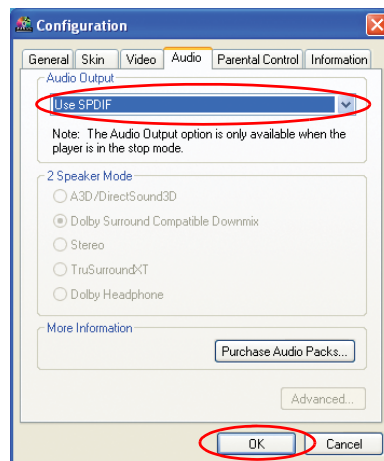 Configuration
General Skin Video Audio Parental Control Information
Audio Output
Use SPDIF
Note: The Audio Output option is only available when the
player is in the stop mode.
2 Speaker Mode
A3D/DirectSound3D
Dolby Surround Compatible Downmix
Stereo
TruSurroundXT
Dolby Headphone
More Information
Purchase Audio Packs...
Advanced...
OK Cancel